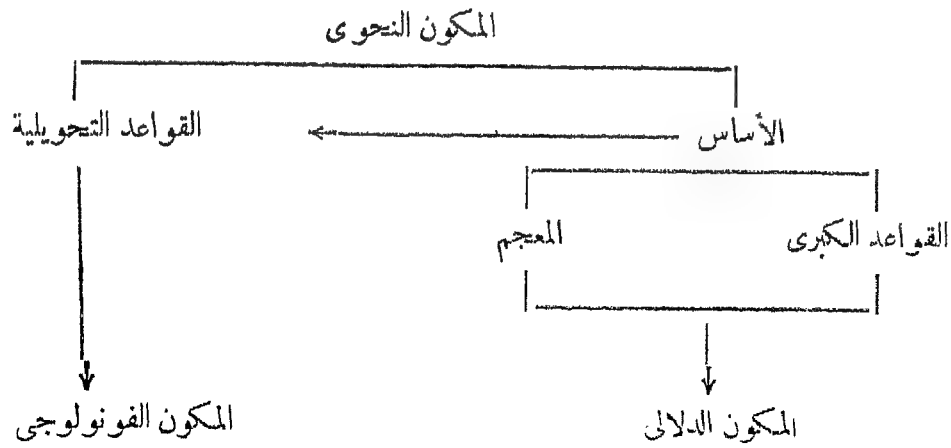 المكون النحوى
الأساس
القواعد التحويلية
القواعد الكبرى
المعجم
المكون الدلالى
المكون الفونولوجى